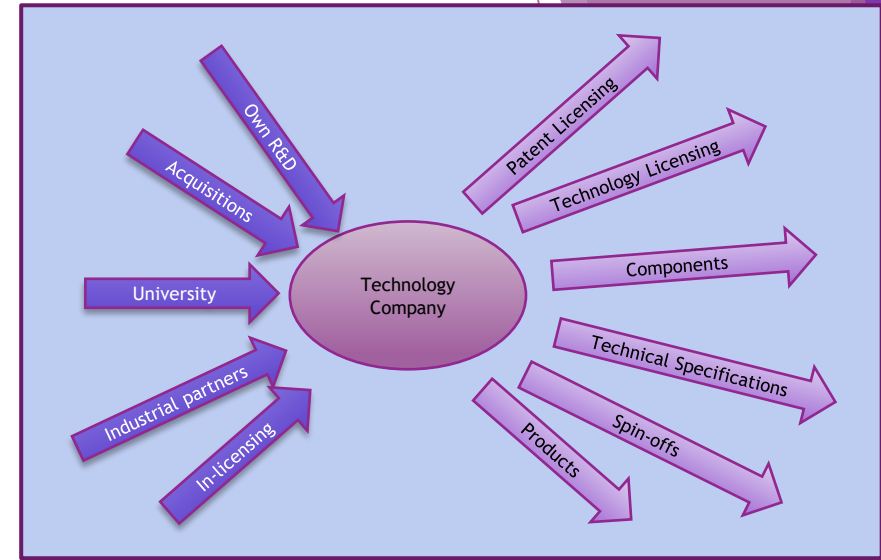 Own R&D
Acquisitions
University
Industrial partners
In-licensing
Technology
Company
Patent Licensing
Technology Licensing
Components
Technical Specifications
Spin-offs
Products